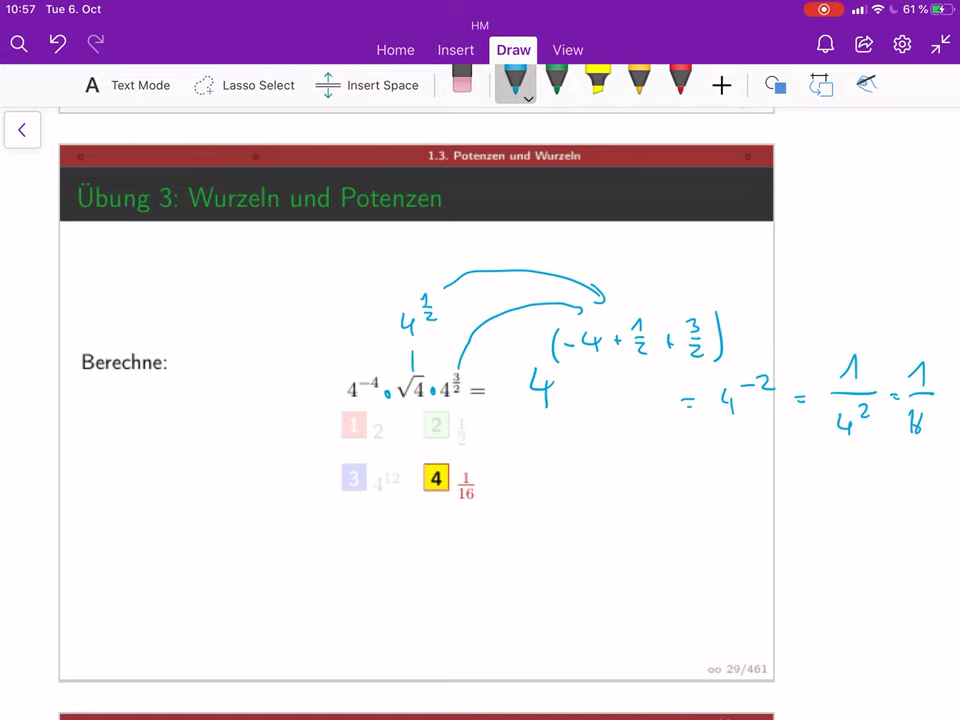 10:57 Tue 6. Oct
61 %
HM
Home Insert Draw View
A Text Mode Lasso Select Insert Space
1.3. Potenzen und Wurzeln
Übung 3: Wurzeln und Potenzen
4^{1/2}
Berechne:
4^{-4} · √4 · 4^{3/2} = 4^{(-4 + 1/2 + 3/2)}
= 4^{-2} = 1/4^2 = 1/16
1 2 2 1/2
3 4^{12} 4 1/16
29/461